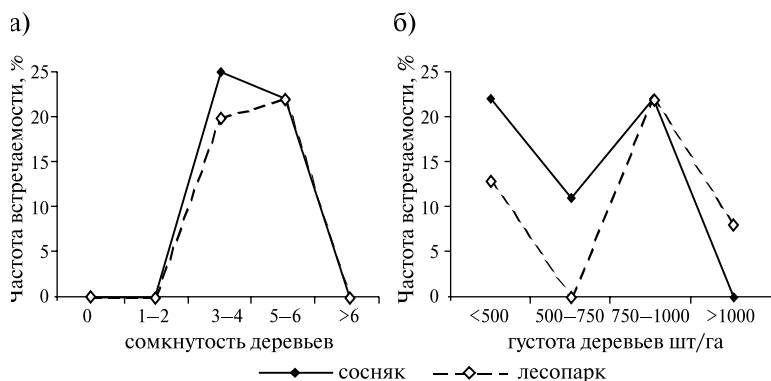 а)
Частота встречаемости, %
25
20
15
10
5
0
0 1–2 3–4 5–6 >6
сомкнутость деревьев
б)
Частота встречаемости, %
25
20
15
10
5
0
<500 500–750 750–1000 >1000
густота деревьев шт/га
сосняк лесопарк